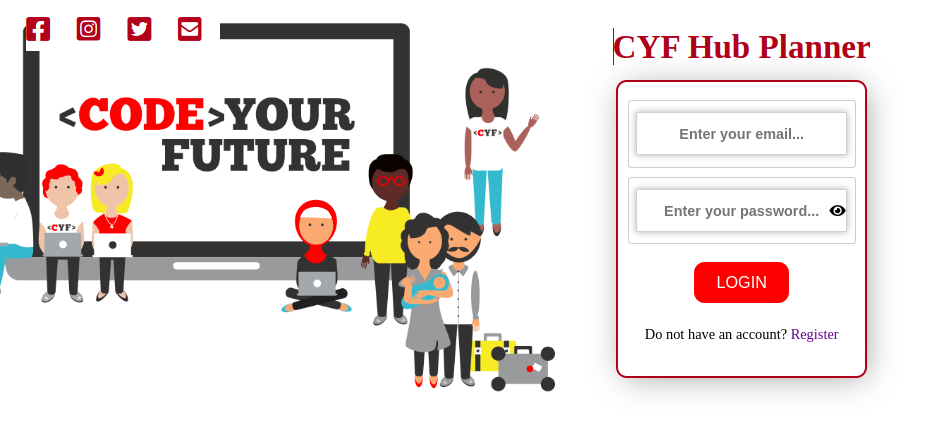 CYF Hub Planner
<CODE>YOUR
FUTURE
<CYF>
<CYF>
Enter your email...
Enter your password...
LOGIN
Do not have an account? Register